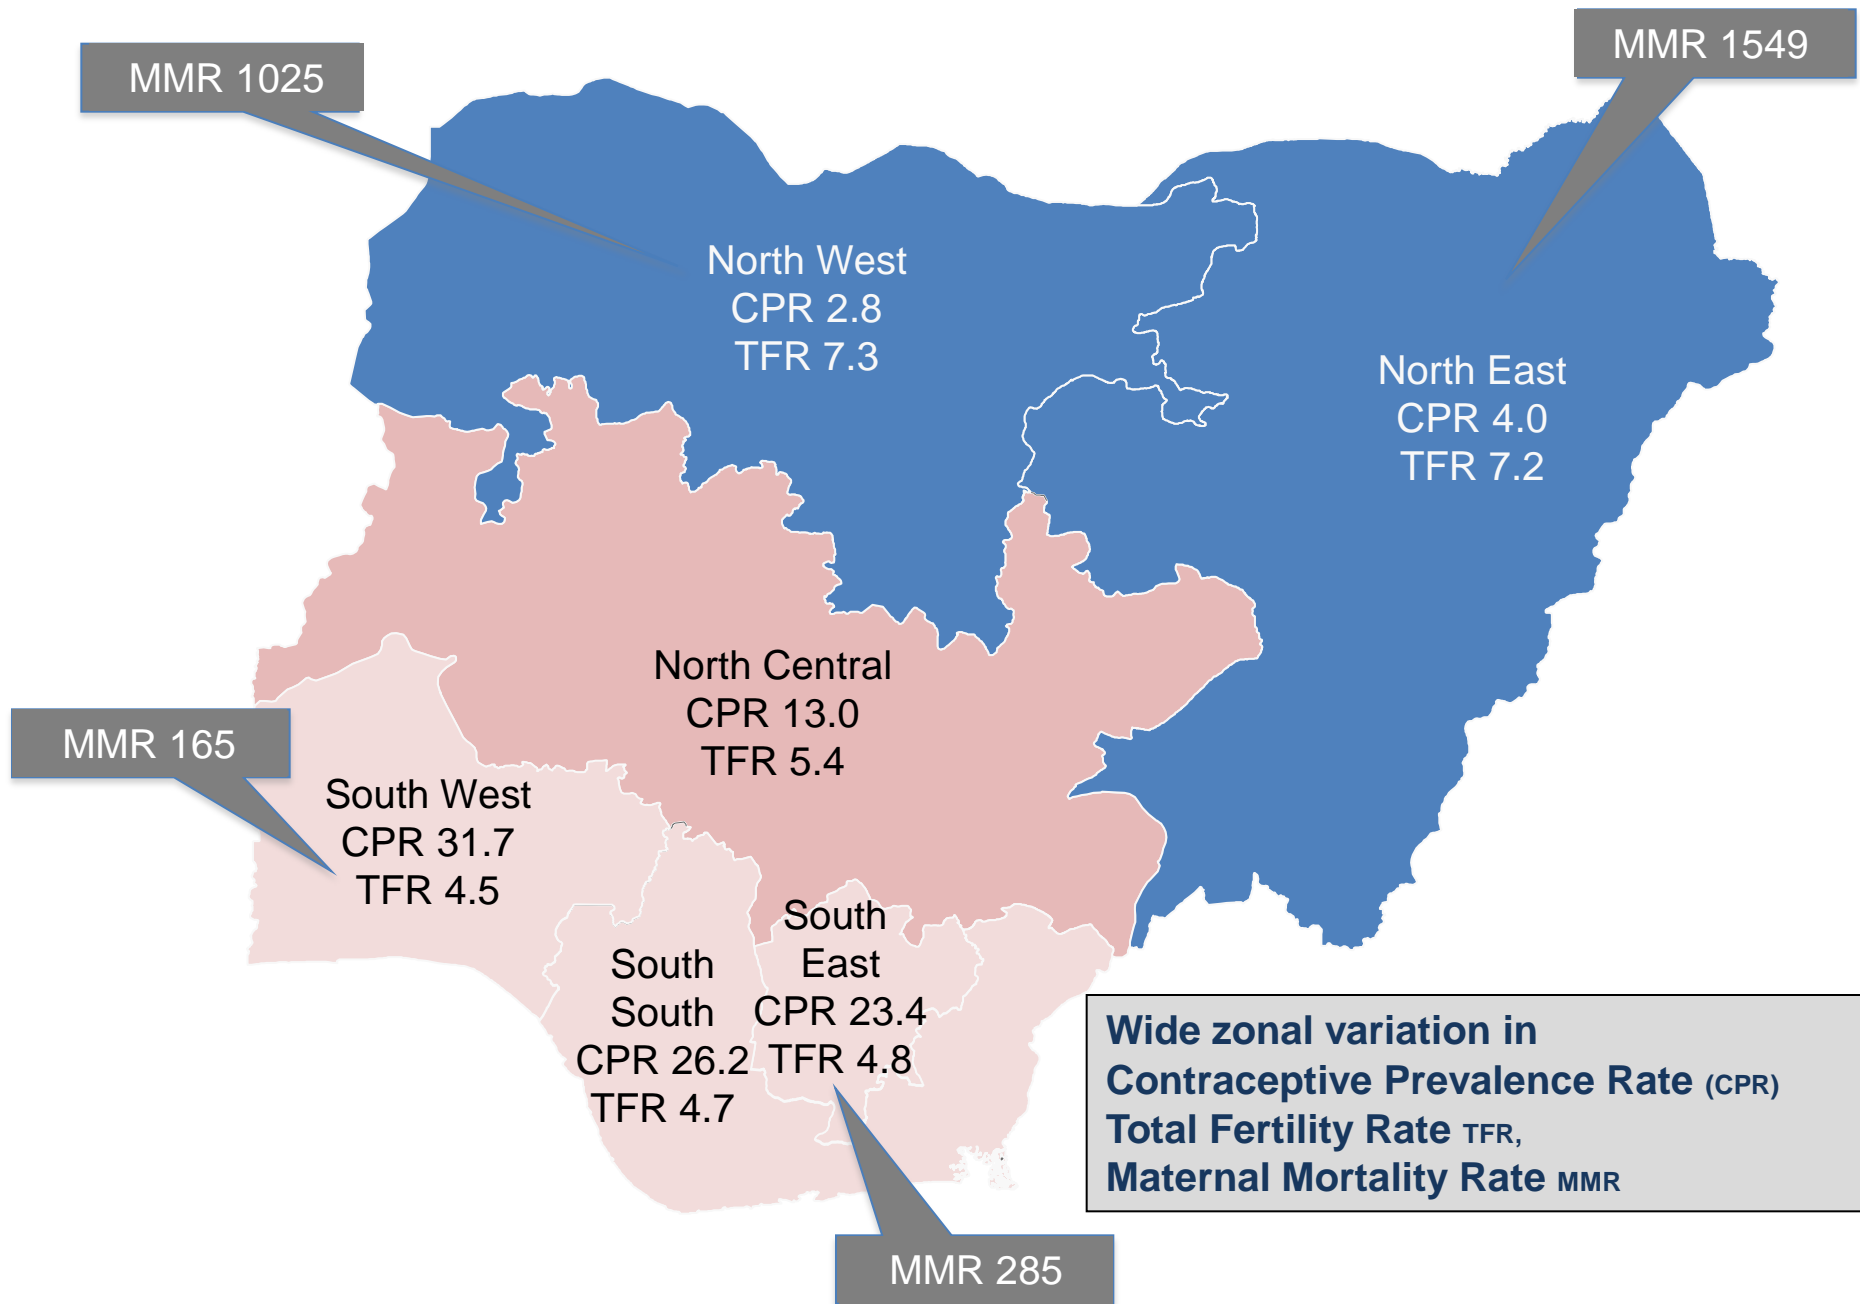 MMR 1025
MMR 1549
North West
CPR 2.8
TFR 7.3
North East
CPR 4.0
TFR 7.2
North Central
CPR 13.0
TFR 5.4
MMR 165
South West
CPR 31.7
TFR 4.5
South
South
CPR 26.2
TFR 4.7
South
East
CPR 23.4
TFR 4.8
MMR 285
Wide zonal variation in
Contraceptive Prevalence Rate (CPR)
Total Fertility Rate TFR,
Maternal Mortality Rate MMR